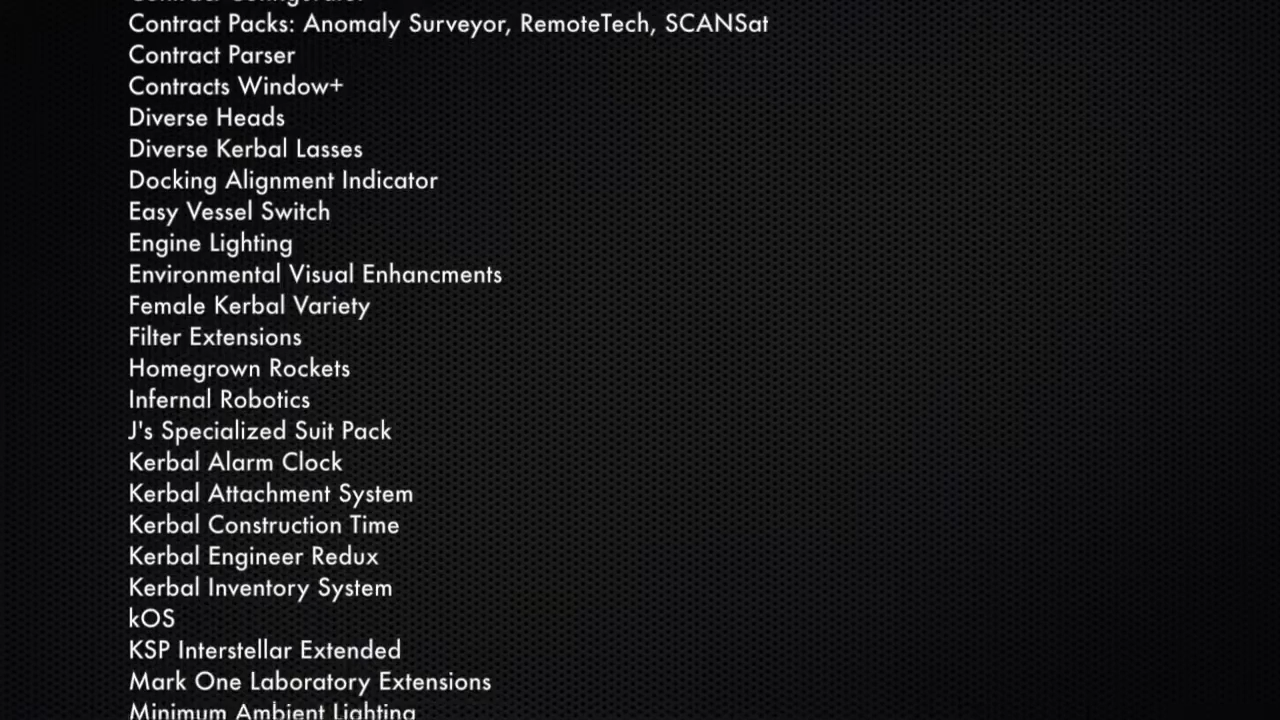 Contract Configurator
Contract Packs: Anomaly Surveyor, RemoteTech, SCANSat
Contract Parser
Contracts Window+
Diverse Heads
Diverse Kerbal Lasses
Docking Alignment Indicator
Easy Vessel Switch
Engine Lighting
Environmental Visual Enhancments
Female Kerbal Variety
Filter Extensions
Homegrown Rockets
Infernal Robotics
J's Specialized Suit Pack
Kerbal Alarm Clock
Kerbal Attachment System
Kerbal Construction Time
Kerbal Engineer Redux
Kerbal Inventory System
kOS
KSP Interstellar Extended
Mark One Laboratory Extensions
Minimum Ambient Lighting